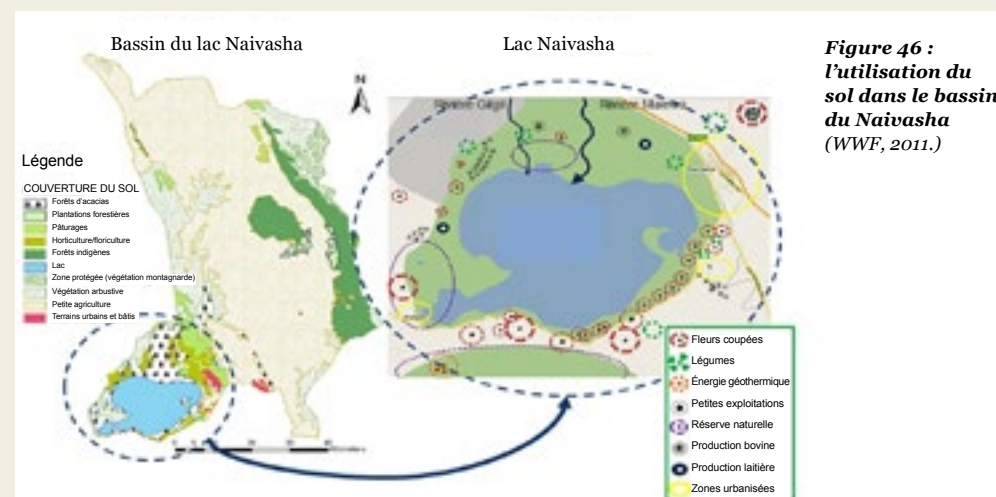 Bassin du lac Naivasha
Lac Naivasha
Figure 46 :
l'utilisation du
sol dans le bassin
du Naivasha
(WWF, 2011.)
N
Légende
COUVERTURE DU SOL
Forêts d'acacias
Plantations forestières
Pâturages
Horticulture/floriculture
Forêts indigènes
Lac
Zone protégée (végétation montagnarde)
Végétation arbustive
Petite agriculture
Terrains urbains et bâtis
Fleurs coupées
Légumes
Énergie géothermique
Petites exploitations
Réserve naturelle
Production bovine
Production laitière
Zones urbanisées